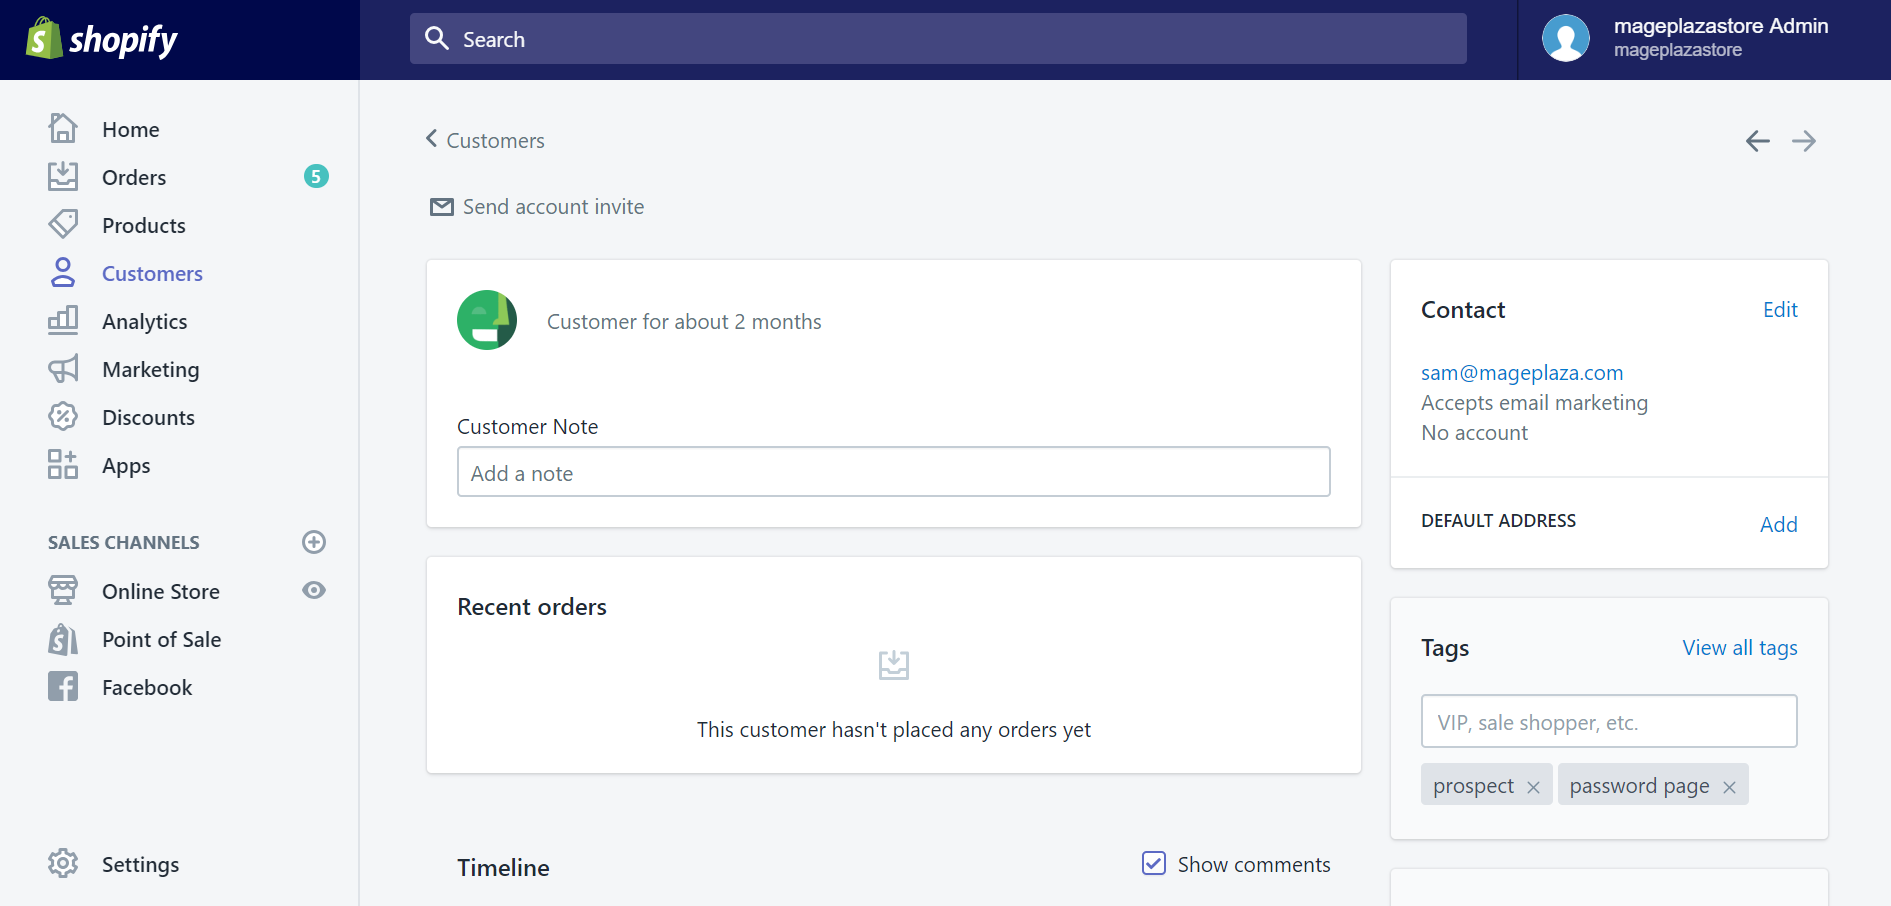 shopify
Search
mageplazastore Admin
mageplazastore
Home
Orders
5
Products
Customers
Analytics
Marketing
Discounts
Apps
SALES CHANNELS
Online Store
Point of Sale
Facebook
Settings
Customers
Send account invite
Customer for about 2 months
Customer Note
Add a note
Recent orders
This customer hasn't placed any orders yet
Timeline
Show comments
Contact
Edit
sam@mageplaza.com
Accepts email marketing
No account
DEFAULT ADDRESS
Add
Tags
View all tags
VIP, sale shopper, etc.
prospect
password page